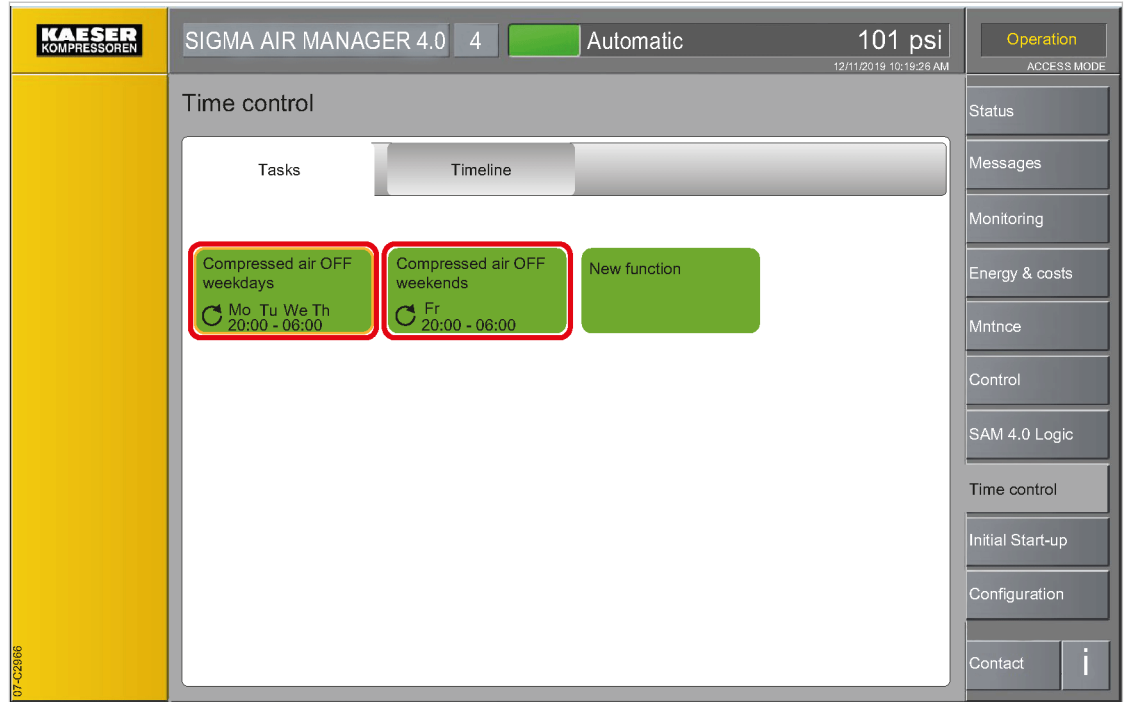 KAESER
KOMPRESSOREN
SIGMA AIR MANAGER 4.0
4
Automatic
101 psi
12/11/2019 10:19:26 AM
Operation
ACCESS MODE
Time control
Tasks
Timeline
Compressed air OFF
weekdays
Mo Tu We Th
20:00 - 06:00
Compressed air OFF
weekends
Fr
20:00 - 06:00
New function
Status
Messages
Monitoring
Energy & costs
Mntnce
Control
SAM 4.0 Logic
Time control
Initial Start-up
Configuration
Contact
i
07-C2966